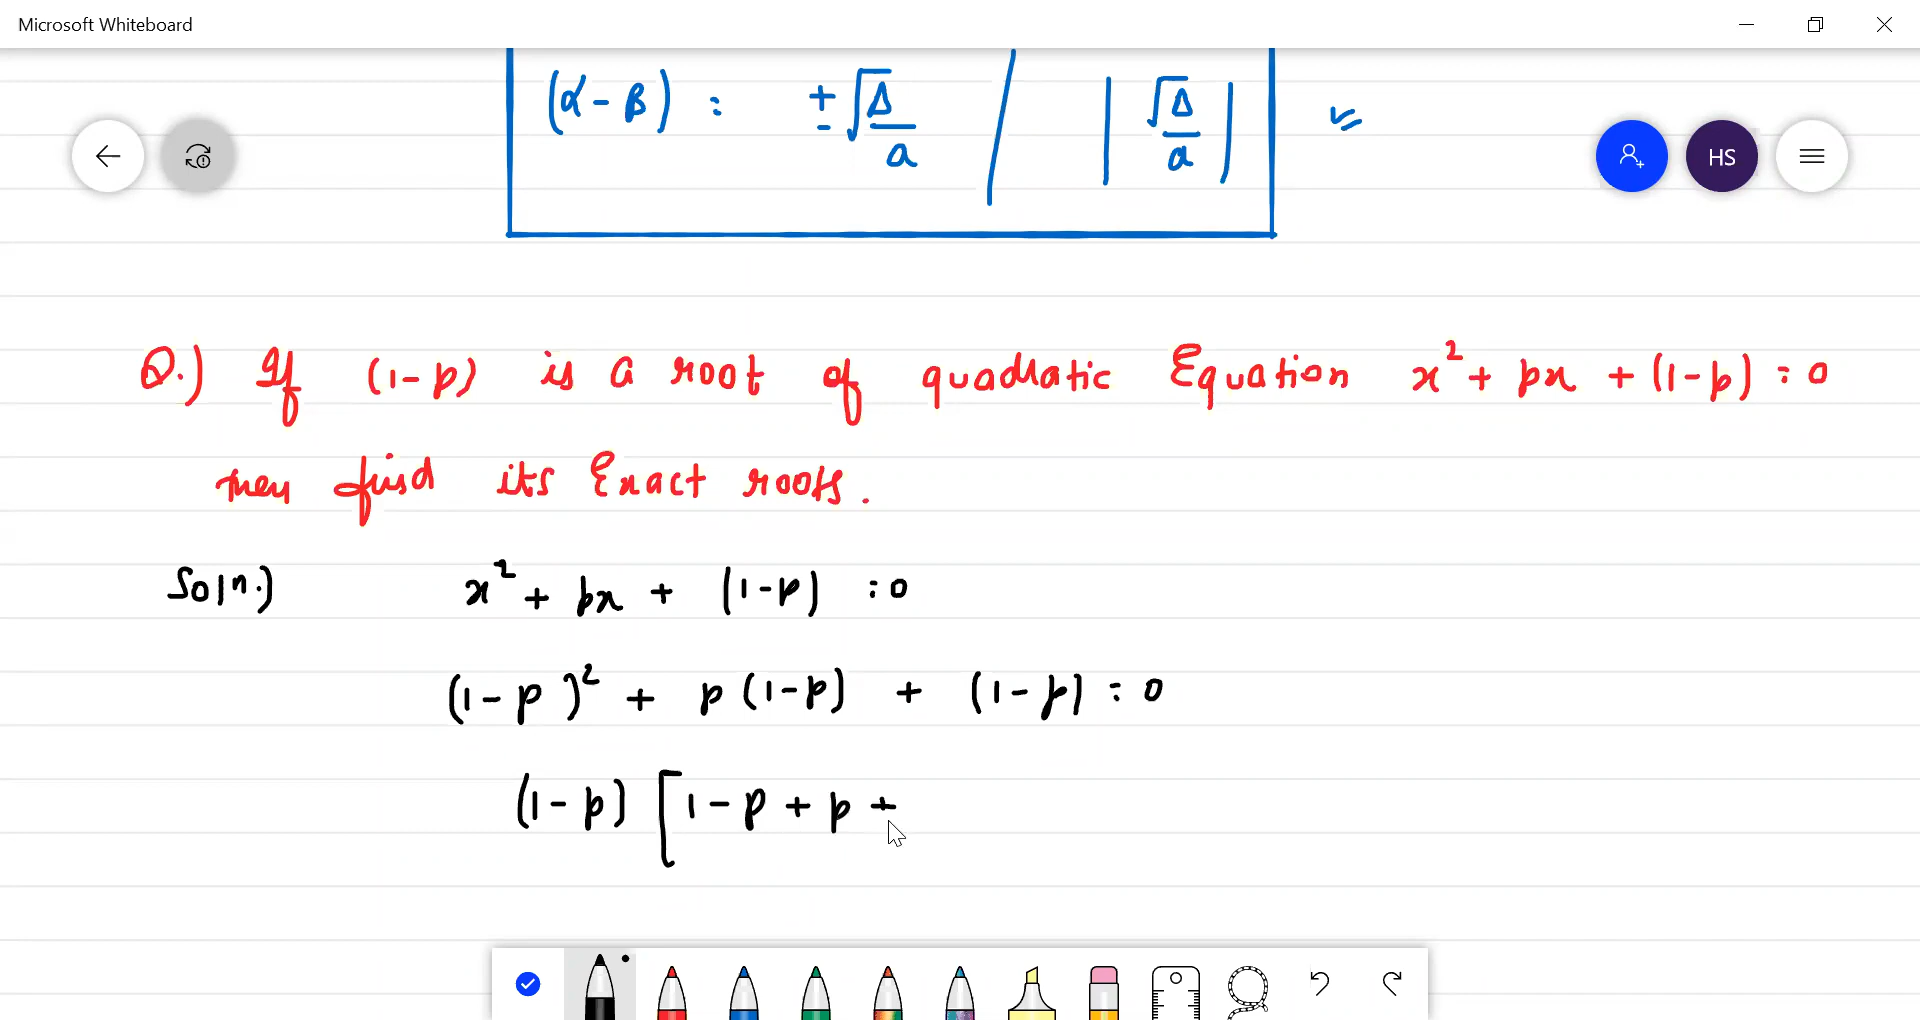 Microsoft Whiteboard
(α - β) : ± √Δ / a / | √Δ / a |
HS
Q.) If (1-p) is a root of quadratic Equation x² + px + (1-p) = 0
then find its Exact roots.
Soln.) x² + px + (1-p) = 0
(1-p)² + p(1-p) + (1-p) = 0
(1-p) [1-p+p+